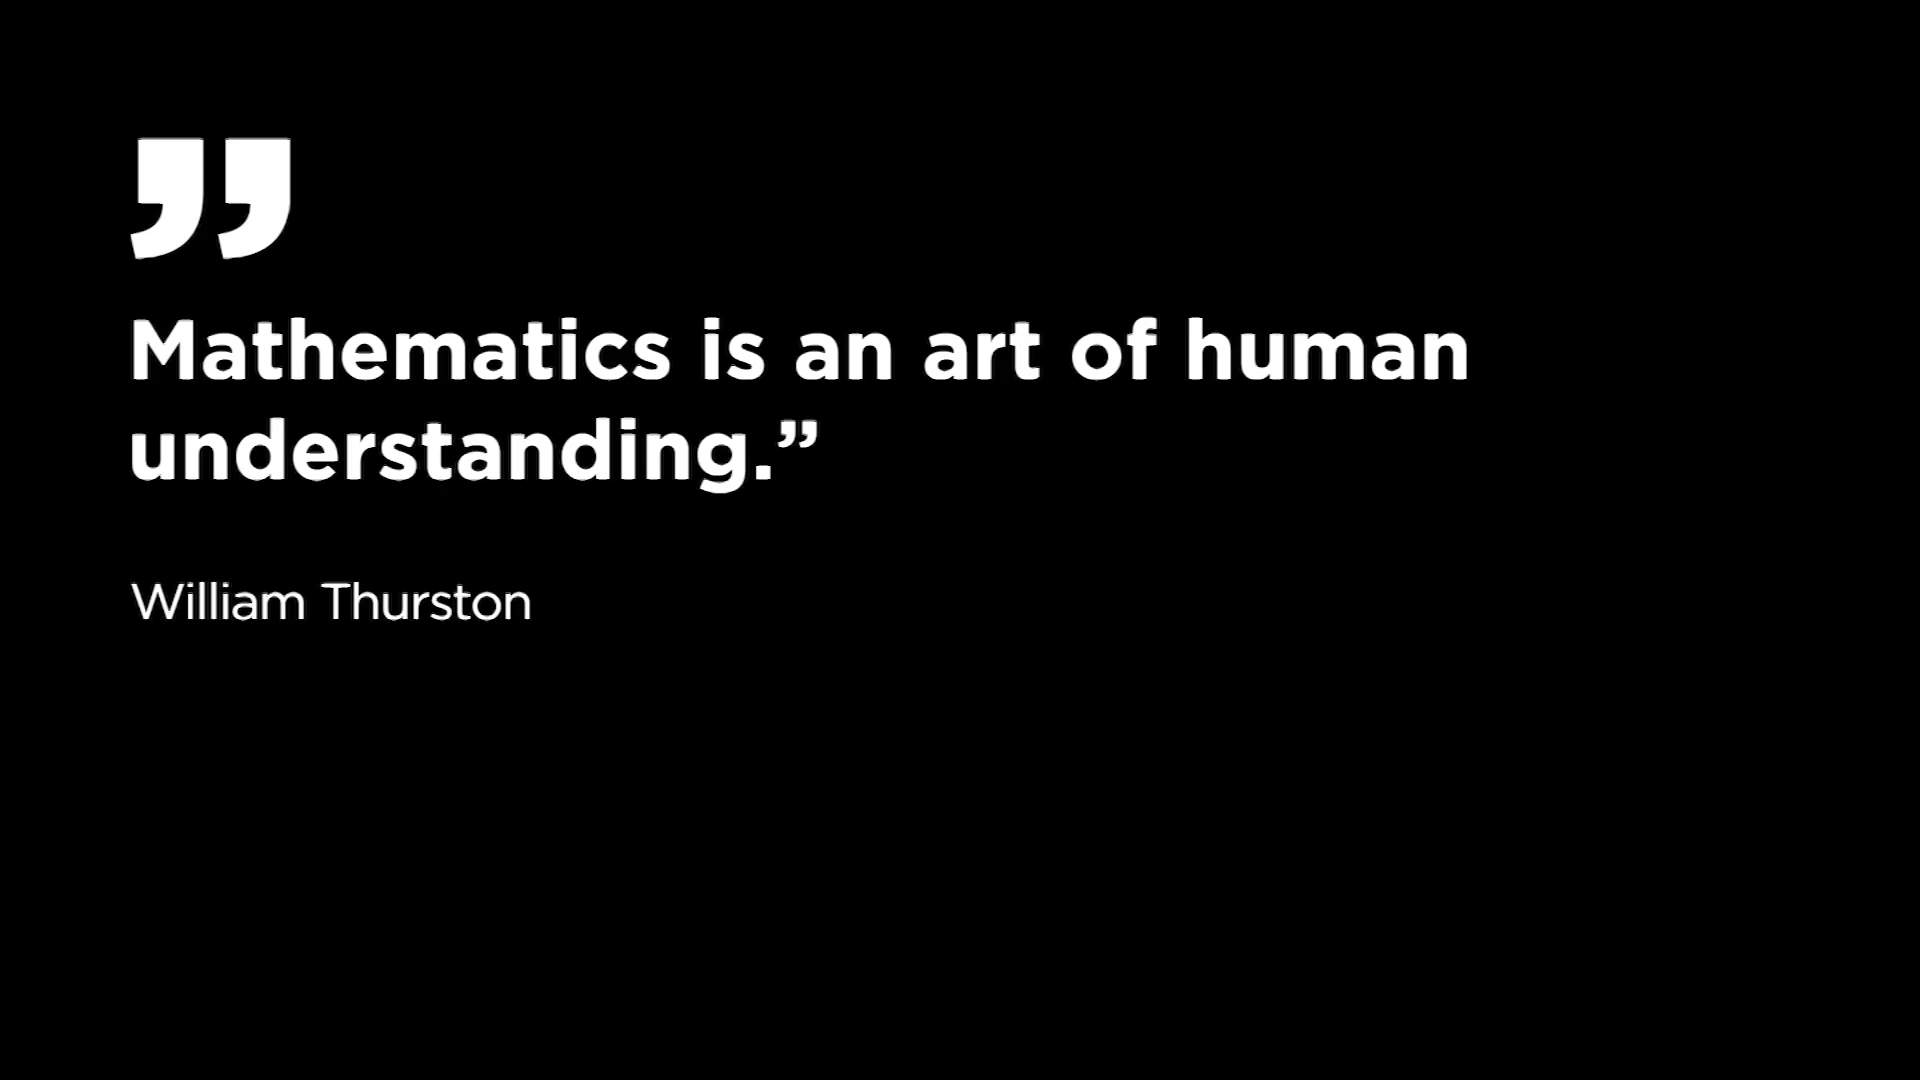 ”
Mathematics is an art of human
understanding.”
William Thurston